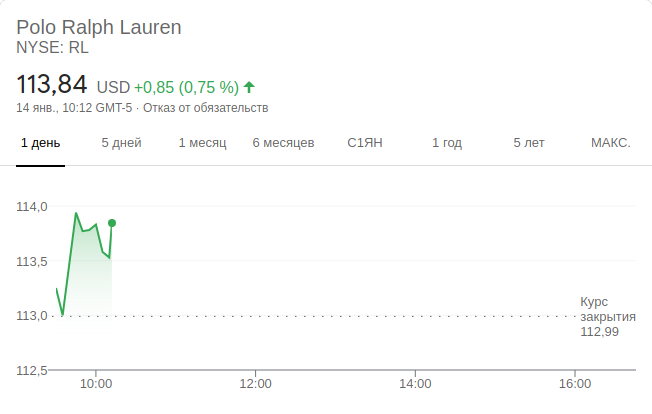 Polo Ralph Lauren
NYSE: RL
113,84 USD +0,85 (0,75 %)
14 янв., 10:12 GMT-5 · Отказ от обязательств
1 день 5 дней 1 месяц 6 месяцев С1ЯН 1 год 5 лет МАКС.
114,0
113,5
113,0
Курс
закрытия
112,99
112,5
10:00 12:00 14:00 16:00